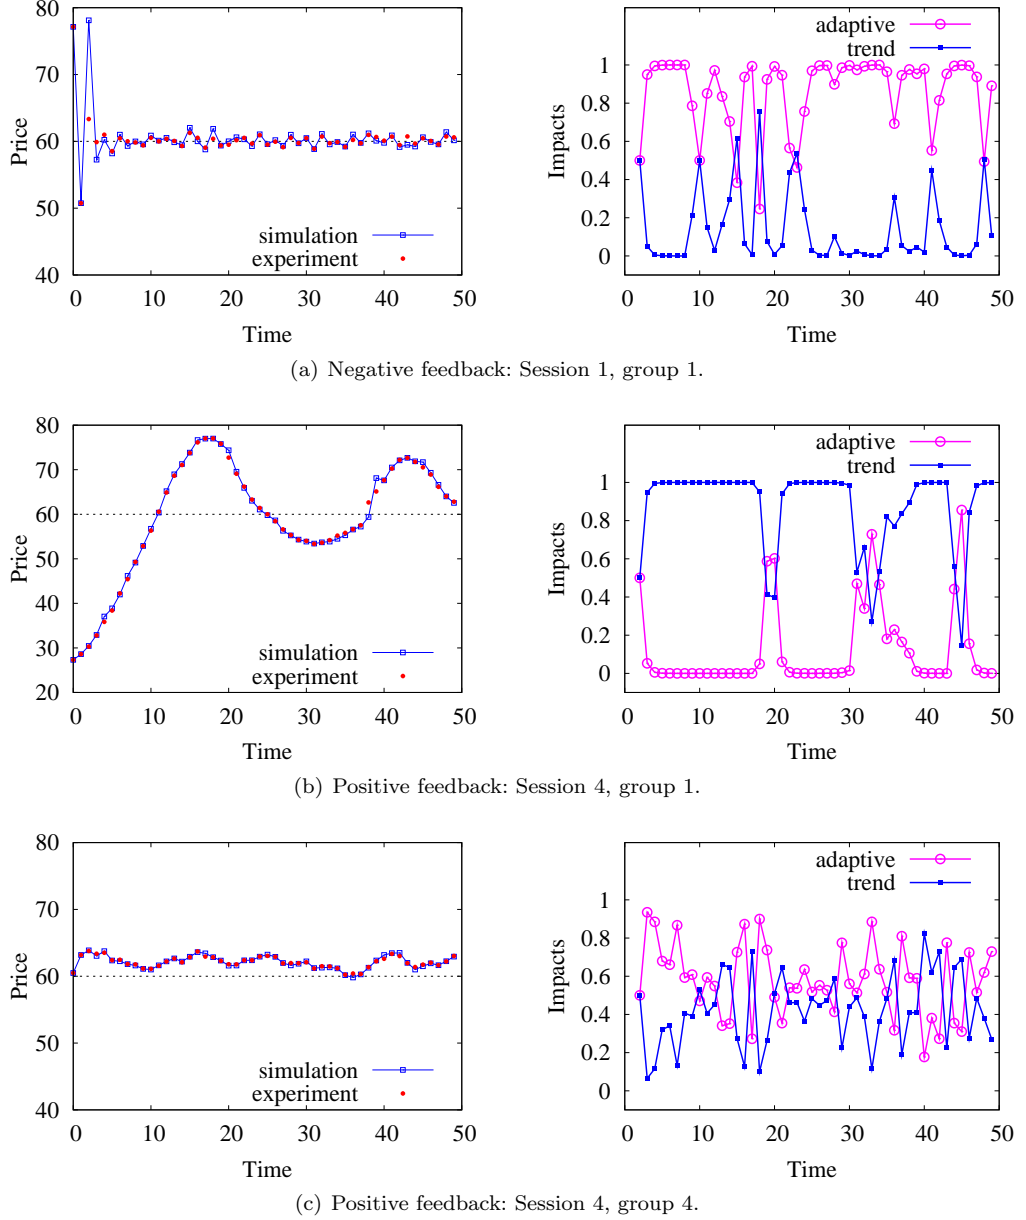 80
70
60
50
40
Price
simulation
experiment
0 10 20 30 40 50
Time
adaptive
trend
1
0.8
0.6
0.4
0.2
0
Impacts
0 10 20 30 40 50
Time
(a) Negative feedback: Session 1, group 1.
80
70
60
50
40
30
20
Price
simulation
experiment
0 10 20 30 40 50
Time
adaptive
trend
1
0.8
0.6
0.4
0.2
0
Impacts
0 10 20 30 40 50
Time
(b) Positive feedback: Session 4, group 1.
80
70
60
50
40
Price
simulation
experiment
0 10 20 30 40 50
Time
adaptive
trend
1
0.8
0.6
0.4
0.2
0
Impacts
0 10 20 30 40 50
Time
(c) Positive feedback: Session 4, group 4.